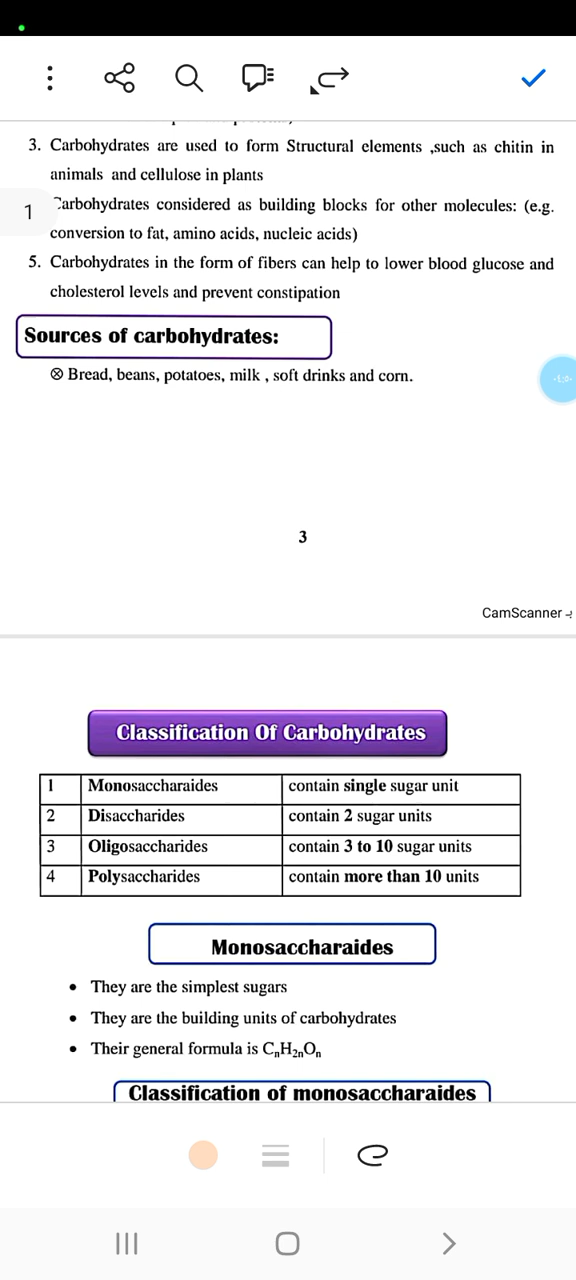 3. Carbohydrates are used to form Structural elements ,such as chitin in
animals and cellulose in plants
1
Carbohydrates considered as building blocks for other molecules: (e.g.
conversion to fat, amino acids, nucleic acids)
5. Carbohydrates in the form of fibers can help to lower blood glucose and
cholesterol levels and prevent constipation
Sources of carbohydrates:
⊗ Bread, beans, potatoes, milk , soft drinks and corn.
3
CamScanner
Classification Of Carbohydrates
1 Monosaccharaides contain single sugar unit
2 Disaccharides contain 2 sugar units
3 Oligosaccharides contain 3 to 10 sugar units
4 Polysaccharides contain more than 10 units
Monosaccharaides
• They are the simplest sugars
• They are the building units of carbohydrates
• Their general formula is CₙH₂ₙOₙ
Classification of monosaccharaides